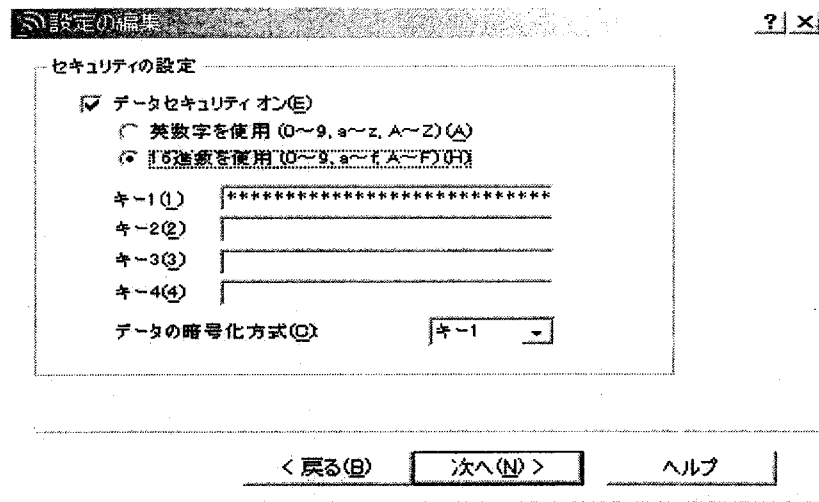 設定の編集
? ×
セキュリティの設定
データセキュリティ オン(E)
英数字を使用 (0〜9, a〜z, A〜Z)(A)
16進数を使用 (0〜9, a〜f, A〜F)(H)
キー1(1) ****************************
キー2(2)
キー3(3)
キー4(4)
データの暗号化方式(C): キー1
< 戻る(B) 次へ(N) > ヘルプ